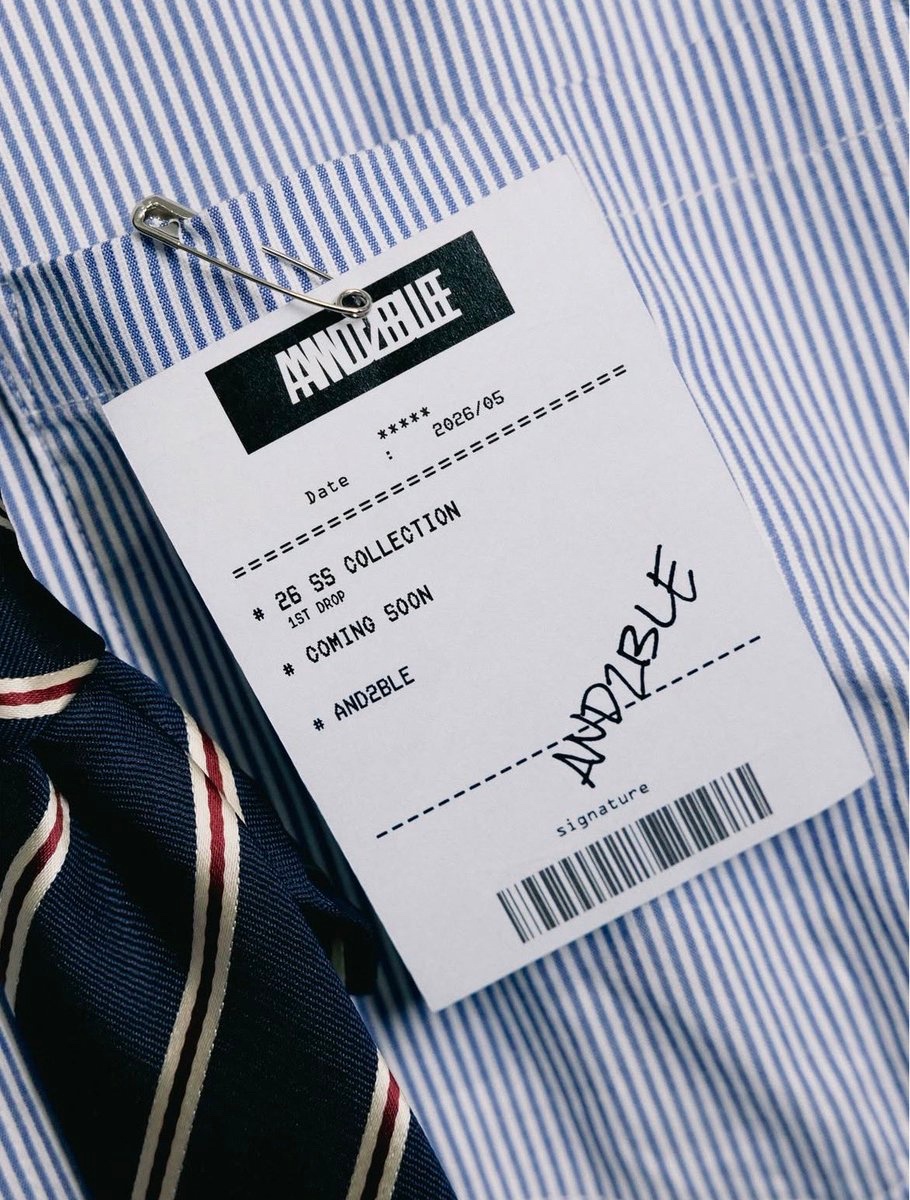 AND2BLE
*****
Date : 2026/05
===========================
# 26 SS COLLECTION
1ST DROP
# COMING SOON
# AND2BLE
AND2BLE
signature